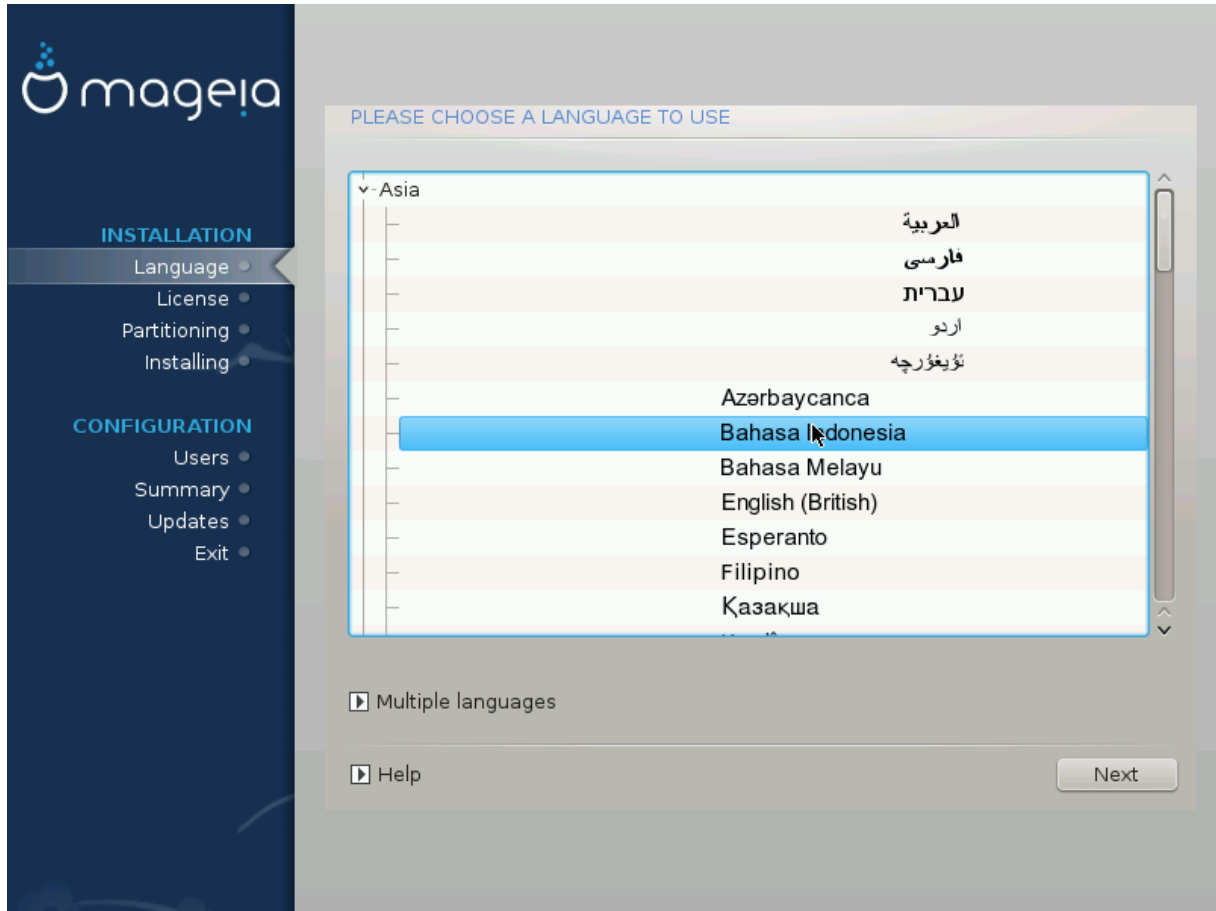 mageia
INSTALLATION
Language
License
Partitioning
Installing
CONFIGURATION
Users
Summary
Updates
Exit
PLEASE CHOOSE A LANGUAGE TO USE
Asia
العربية
فارسی
עברית
اردو
ئۇيغۇرچە
Azərbaycanca
Bahasa Indonesia
Bahasa Melayu
English (British)
Esperanto
Filipino
Қазақша
Multiple languages
Help
Next